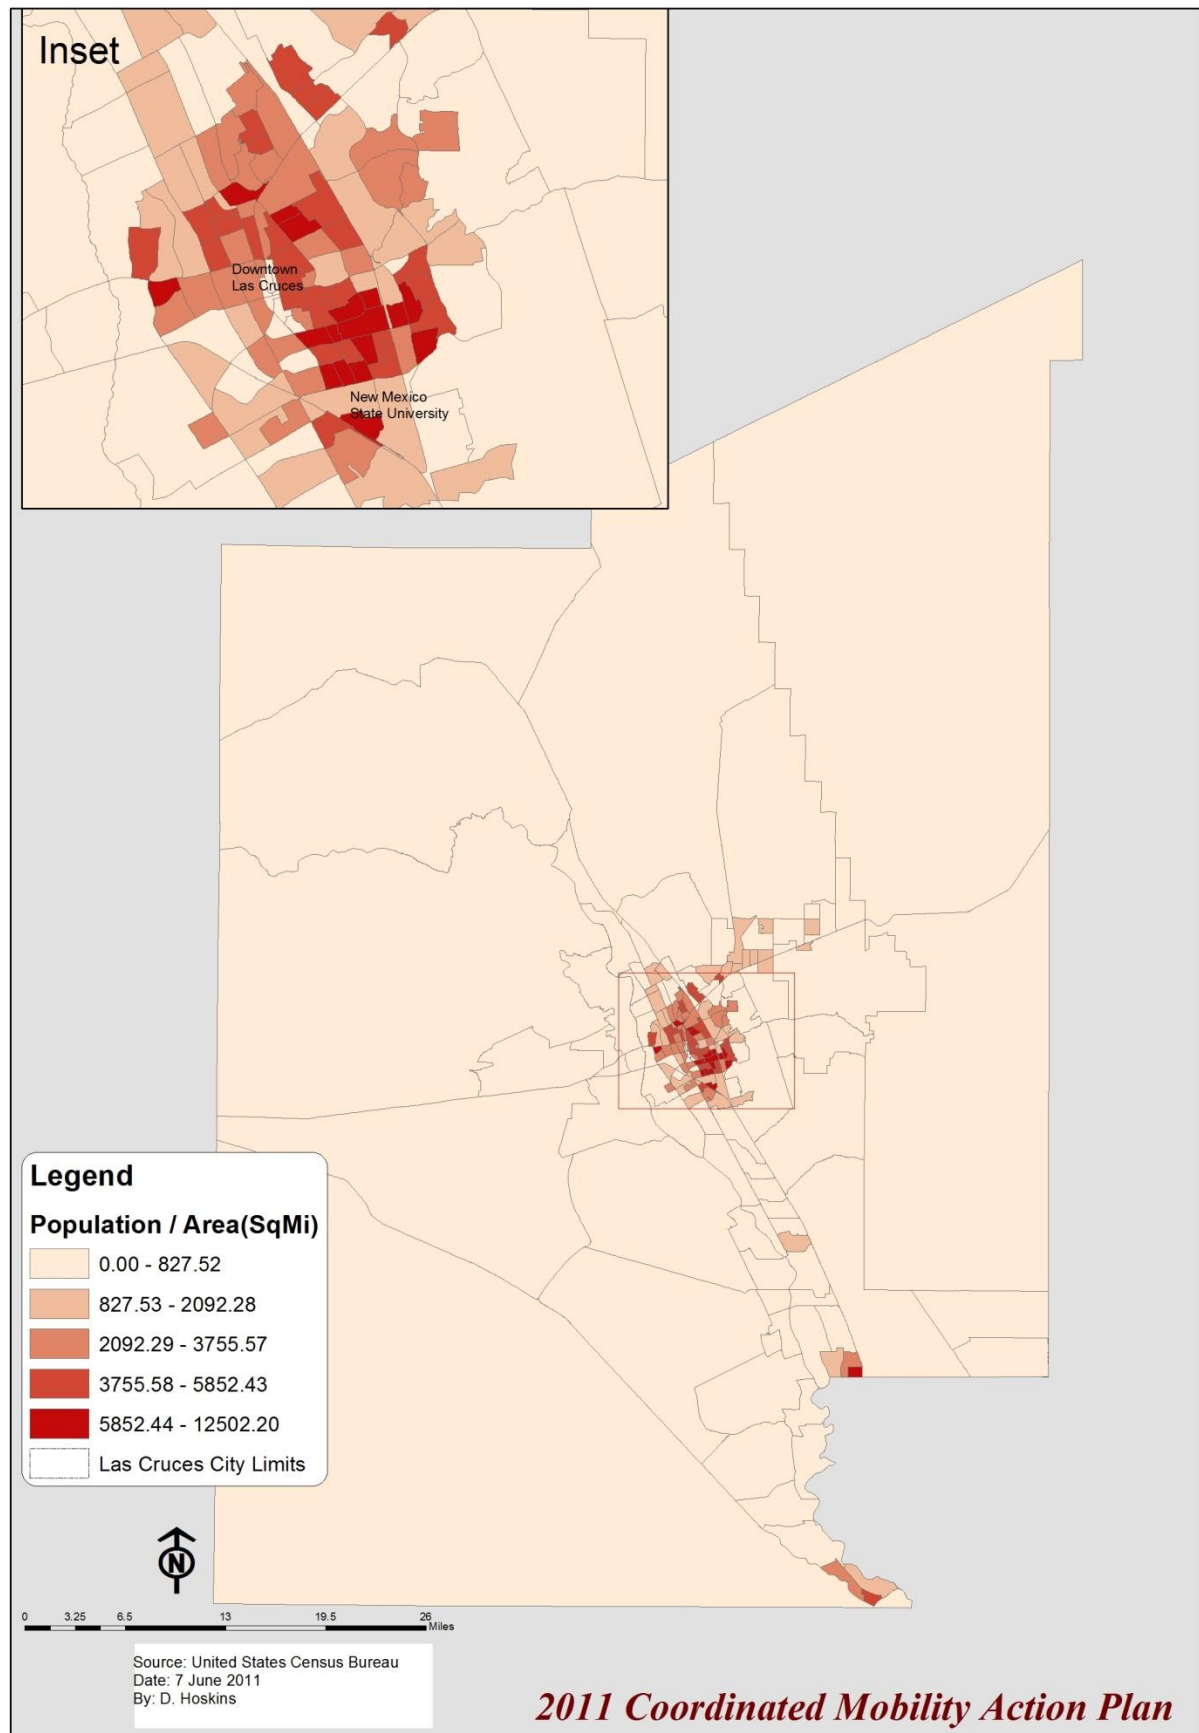 Inset
Downtown
Las Cruces
New Mexico
State University
Legend
Population / Area(SqMi)
0.00 - 827.52
827.53 - 2092.28
2092.29 - 3755.57
3755.58 - 5852.43
5852.44 - 12502.20
Las Cruces City Limits
N
0 3.25 6.5 13 19.5 26
Miles
Source: United States Census Bureau
Date: 7 June 2011
By: D. Hoskins
2011 Coordinated Mobility Action Plan